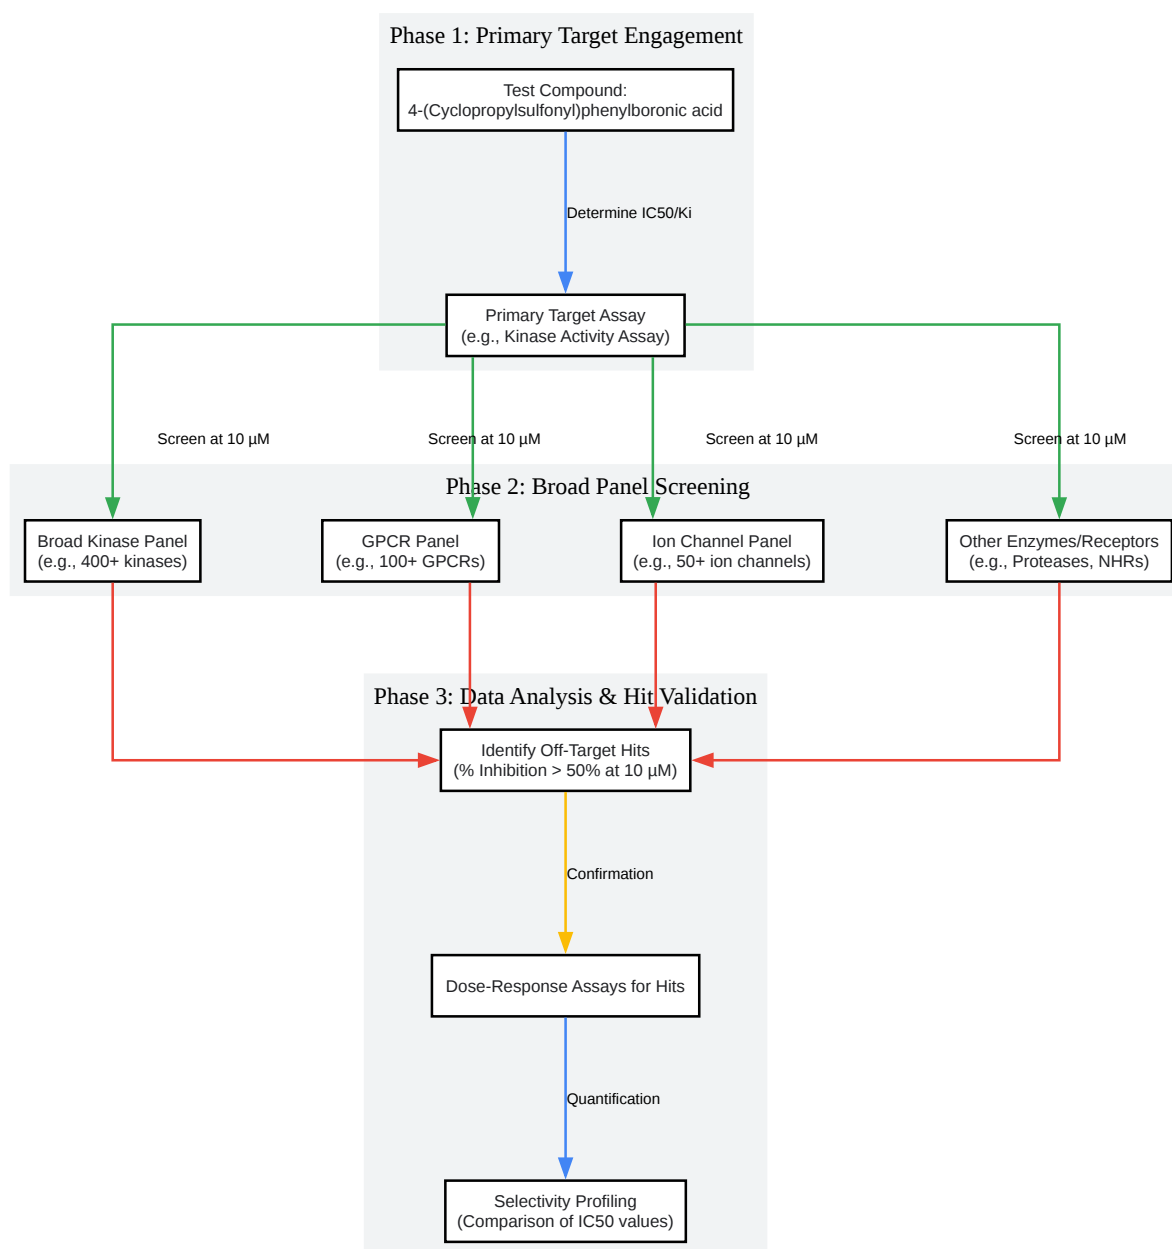 Phase 1: Primary Target Engagement
Test Compound:
4-(Cyclopropylsulfonyl)phenylboronic acid
Determine IC50/Ki
Primary Target Assay
(e.g., Kinase Activity Assay)
Screen at 10 µM
Screen at 10 µM
Screen at 10 µM
Screen at 10 µM
Phase 2: Broad Panel Screening
Broad Kinase Panel
(e.g., 400+ kinases)
GPCR Panel
(e.g., 100+ GPCRs)
Ion Channel Panel
(e.g., 50+ ion channels)
Other Enzymes/Receptors
(e.g., Proteases, NHRs)
Phase 3: Data Analysis & Hit Validation
Identify Off-Target Hits
(% Inhibition > 50% at 10 µM)
Confirmation
Dose-Response Assays for Hits
Quantification
Selectivity Profiling
(Comparison of IC50 values)